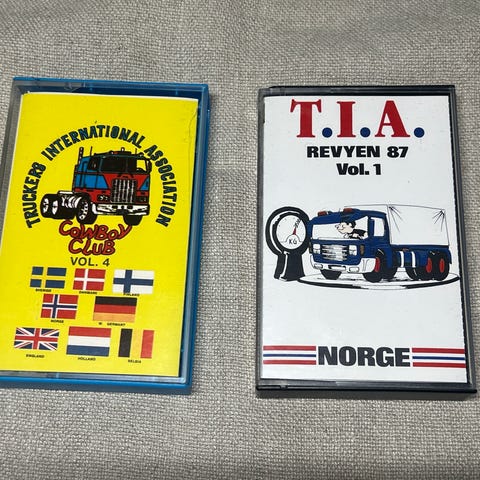 TRUCKERS INTERNATIONAL ASSOCIATION
COWBOY
CLUB
VOL. 4
SVERIGE DANMARK FINLAND
NORGE W. GERMANY
ENGLAND HOLLAND BELGIA
T.I.A.
REVYEN 87
Vol. 1
KG
NORGE